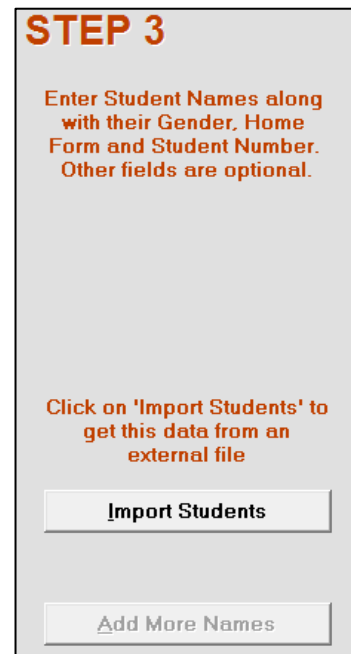 STEP 3
Enter Student Names along
with their Gender, Home
Form and Student Number.
Other fields are optional.
Click on 'Import Students' to
get this data from an
external file
Import Students
Add More Names